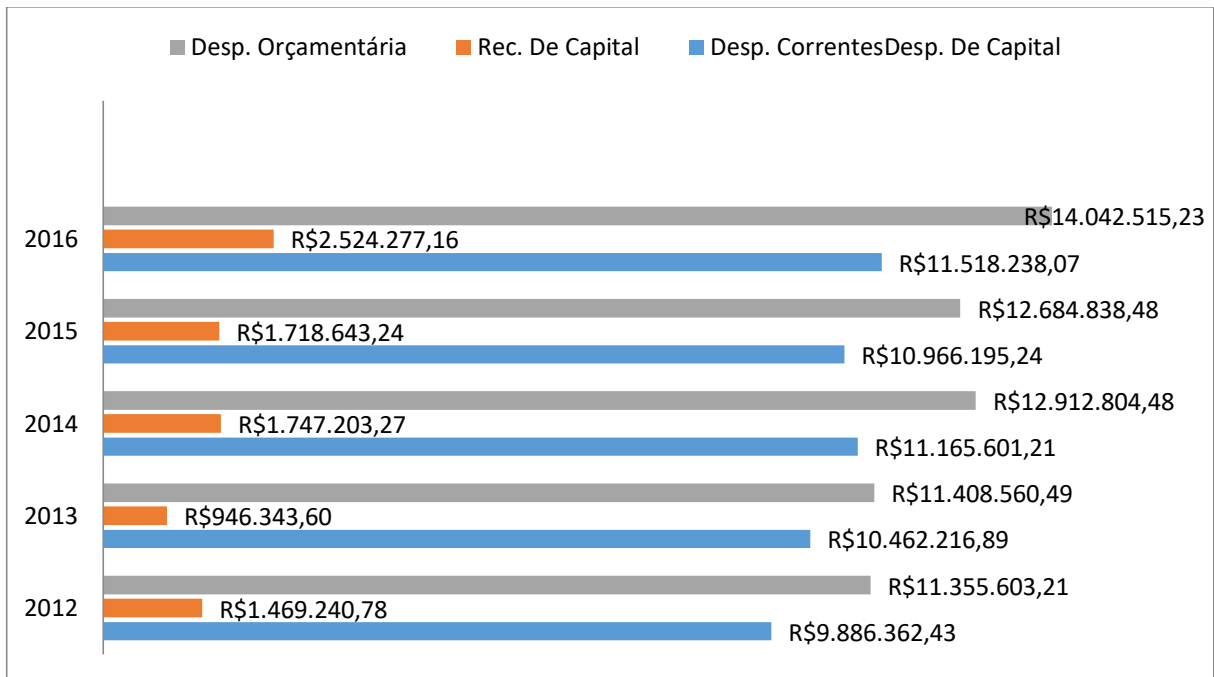 Desp. Orçamentária Rec. De Capital Desp. CorrentesDesp. De Capital
R$14.042.515,23
2016
R$2.524.277,16
R$11.518.238,07
R$12.684.838,48
2015
R$1.718.643,24
R$10.966.195,24
R$12.912.804,48
2014
R$1.747.203,27
R$11.165.601,21
R$11.408.560,49
2013
R$946.343,60
R$10.462.216,89
R$11.355.603,21
2012
R$1.469.240,78
R$9.886.362,43